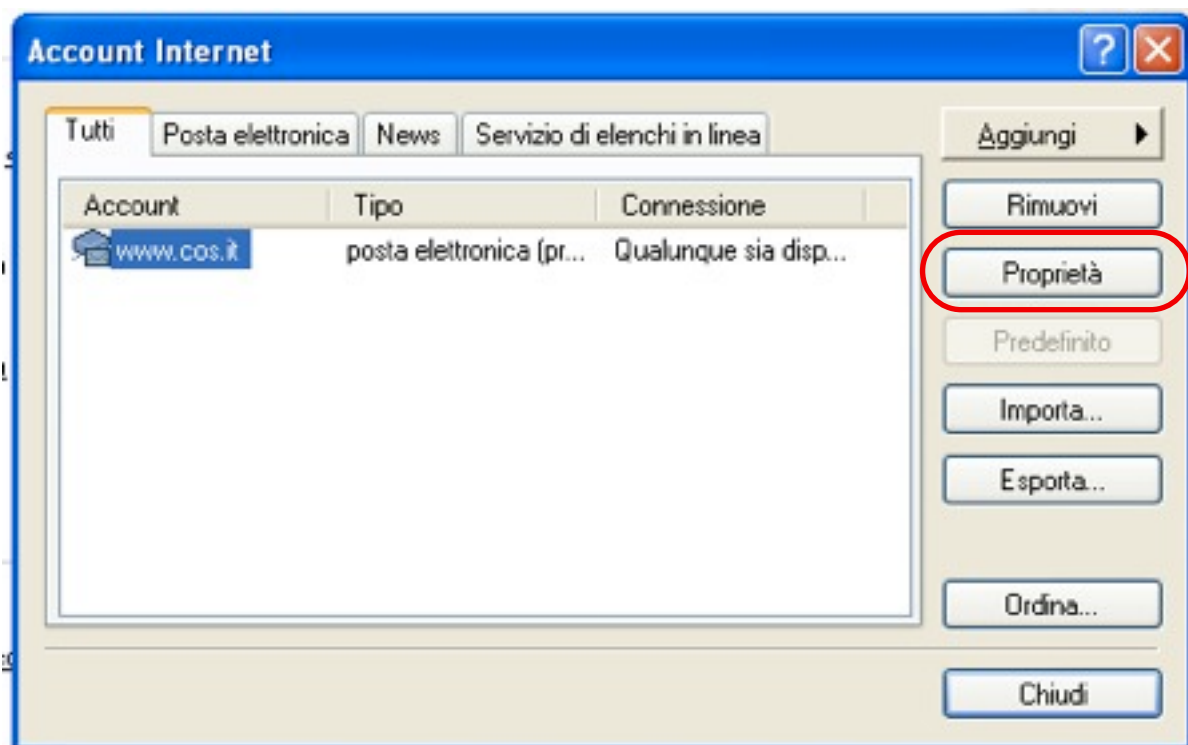 Account Internet
Tutti
Posta elettronica
News
Servizio di elenchi in linea
Account
Tipo
Connessione
www.cos.it
posta elettronica (pr...
Qualunque sia disp...
Aggiungi
Rimuovi
Proprietà
Predefinito
Importa...
Esporta...
Ordina...
Chiudi